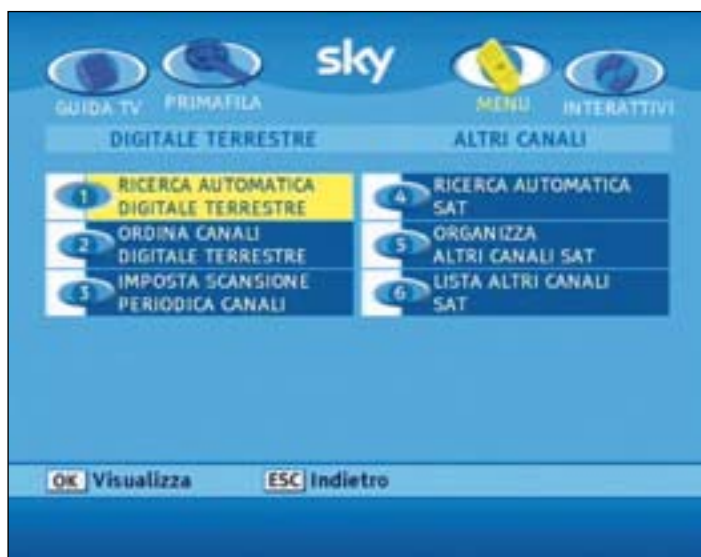 sky
GUIDA TV PRIMAFILA MENU INTERATTIVI
DIGITALE TERRESTRE ALTRI CANALI
1 RICERCA AUTOMATICA
DIGITALE TERRESTRE
2 ORDINA CANALI
DIGITALE TERRESTRE
3 IMPOSTA SCANSIONE
PERIODICA CANALI
4 RICERCA AUTOMATICA
SAT
5 ORGANIZZA
ALTRI CANALI SAT
6 LISTA ALTRI CANALI
SAT
OK Visualizza ESC Indietro